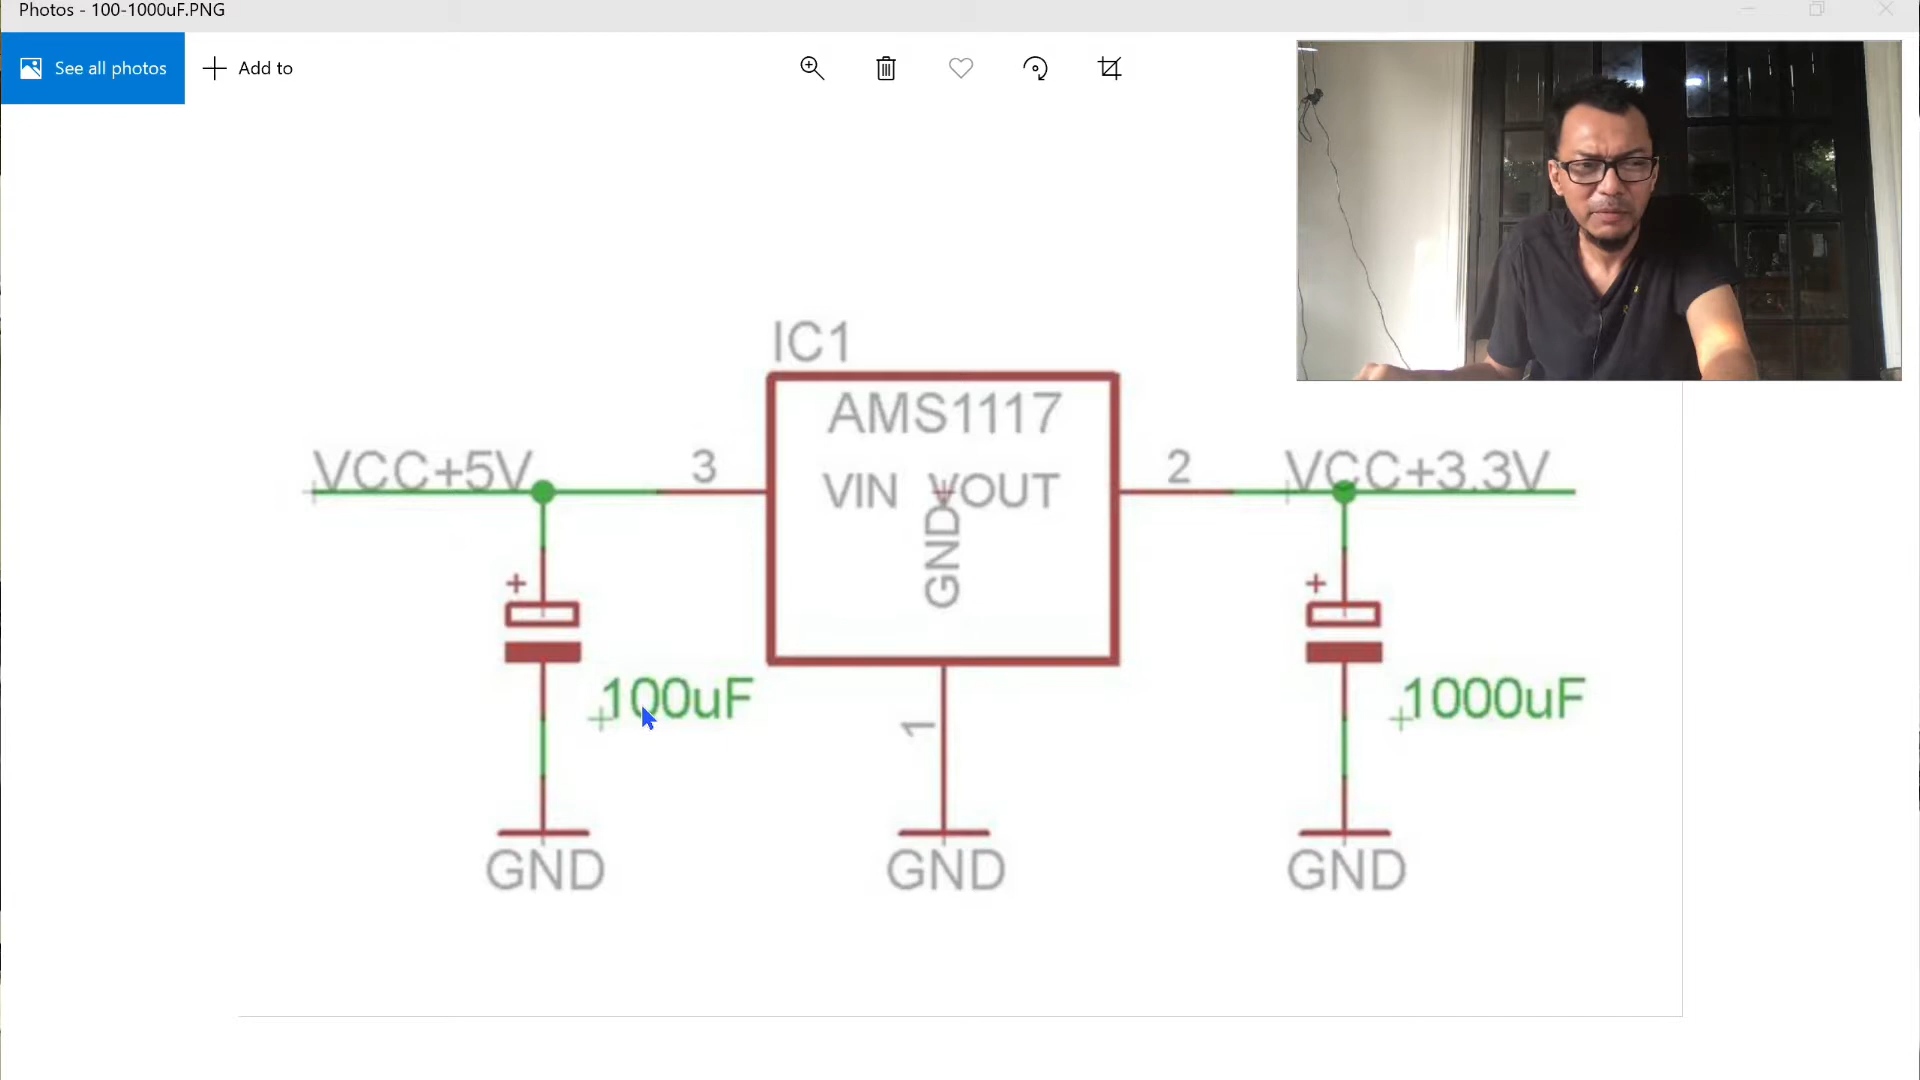 Photos - 100-1000uF.PNG
See all photos
Add to
IC1
AMS1117
VCC+5V
3
VIN
VOUT
GND
2
VCC+3.3V
100uF
1
1000uF
GND
GND
GND